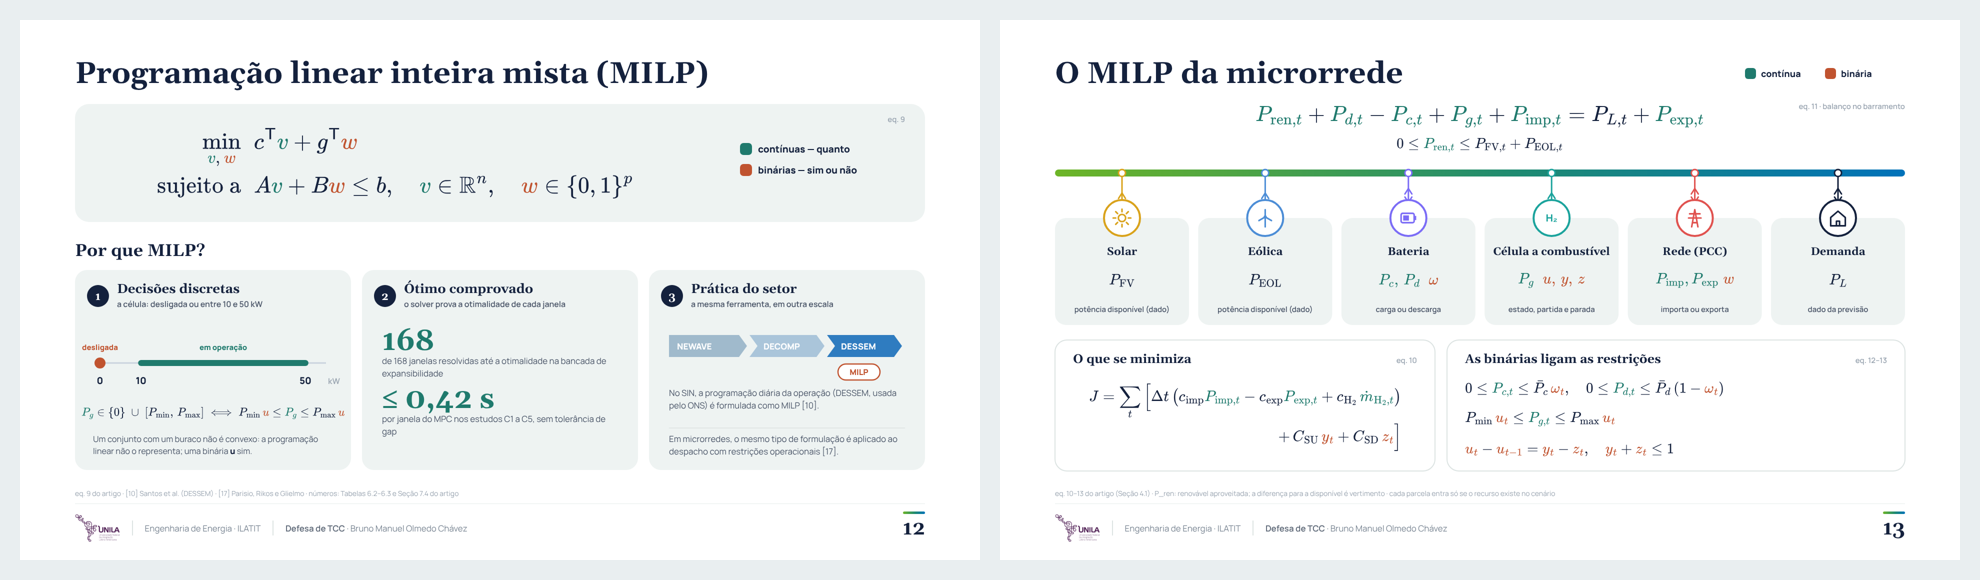 Programação linear inteira mista (MILP)
eq. 9
min cᵀv + gᵀw
v, w
sujeito a Av + Bw ≤ b, v ∈ ℝⁿ, w ∈ {0, 1}ᵖ
contínuas — quanto
binárias — sim ou não
Por que MILP?
1 Decisões discretas
a célula: desligada ou entre 10 e 50 kW
desligada em operação
0 10 50 kW
P_g ∈ {0} ∪ [P_min, P_max] ⟺ P_min u ≤ P_g ≤ P_max u
Um conjunto com um buraco não é convexo: a programação
linear não o representa; uma binária u sim.
2 Ótimo comprovado
o solver prova a otimalidade de cada janela
168
de 168 janelas resolvidas até a otimalidade na bancada de
expansibilidade
≤ 0,42 s
por janela do MPC nos estudos C1 a C5, sem tolerância de
gap
3 Prática do setor
a mesma ferramenta, em outra escala
NEWAVE DECOMP DESSEM
MILP
No SIN, a programação diária da operação (DESSEM, usada
pelo ONS) é formulada como MILP [10].
Em microrredes, o mesmo tipo de formulação é aplicado ao
despacho com restrições operacionais [17].
eq. 9 do artigo · [10] Santos et al. (DESSEM) · [17] Parisio, Rikos e Glielmo · números: Tabelas 6.2–6.3 e Seção 7.4 do artigo
UNILA
Engenharia de Energia · ILATIT
Defesa de TCC · Bruno Manuel Olmedo Chávez
12
O MILP da microrrede
contínua binária
P_ren,t + P_d,t − P_c,t + P_g,t + P_imp,t = P_L,t + P_exp,t
eq. 11 · balanço no barramento
0 ≤ P_ren,t ≤ P_FV,t + P_EOL,t
Solar
P_FV
potência disponível (dado)
Eólica
P_EOL
potência disponível (dado)
Bateria
P_c, P_d ω
carga ou descarga
H₂
Célula a combustível
P_g u, y, z
estado, partida e parada
Rede (PCC)
P_imp, P_exp w
importa ou exporta
Demanda
P_L
dado da previsão
O que se minimiza
eq. 10
J = ∑_t [Δt (c_imp P_imp,t − c_exp P_exp,t + c_H₂ ṁ_H₂,t)
+ C_SU y_t + C_SD z_t]
As binárias ligam as restrições
eq. 12–13
0 ≤ P_c,t ≤ P̄_c ω_t, 0 ≤ P_d,t ≤ P̄_d (1 − ω_t)
P_min u_t ≤ P_g,t ≤ P_max u_t
u_t − u_t−1 = y_t − z_t, y_t + z_t ≤ 1
eq. 10–13 do artigo (Seção 4.1) · P_ren: renovável aproveitada; a diferença para a disponível é vertimento · cada parcela entra só se o recurso existe no cenário
UNILA
Engenharia de Energia · ILATIT
Defesa de TCC · Bruno Manuel Olmedo Chávez
13